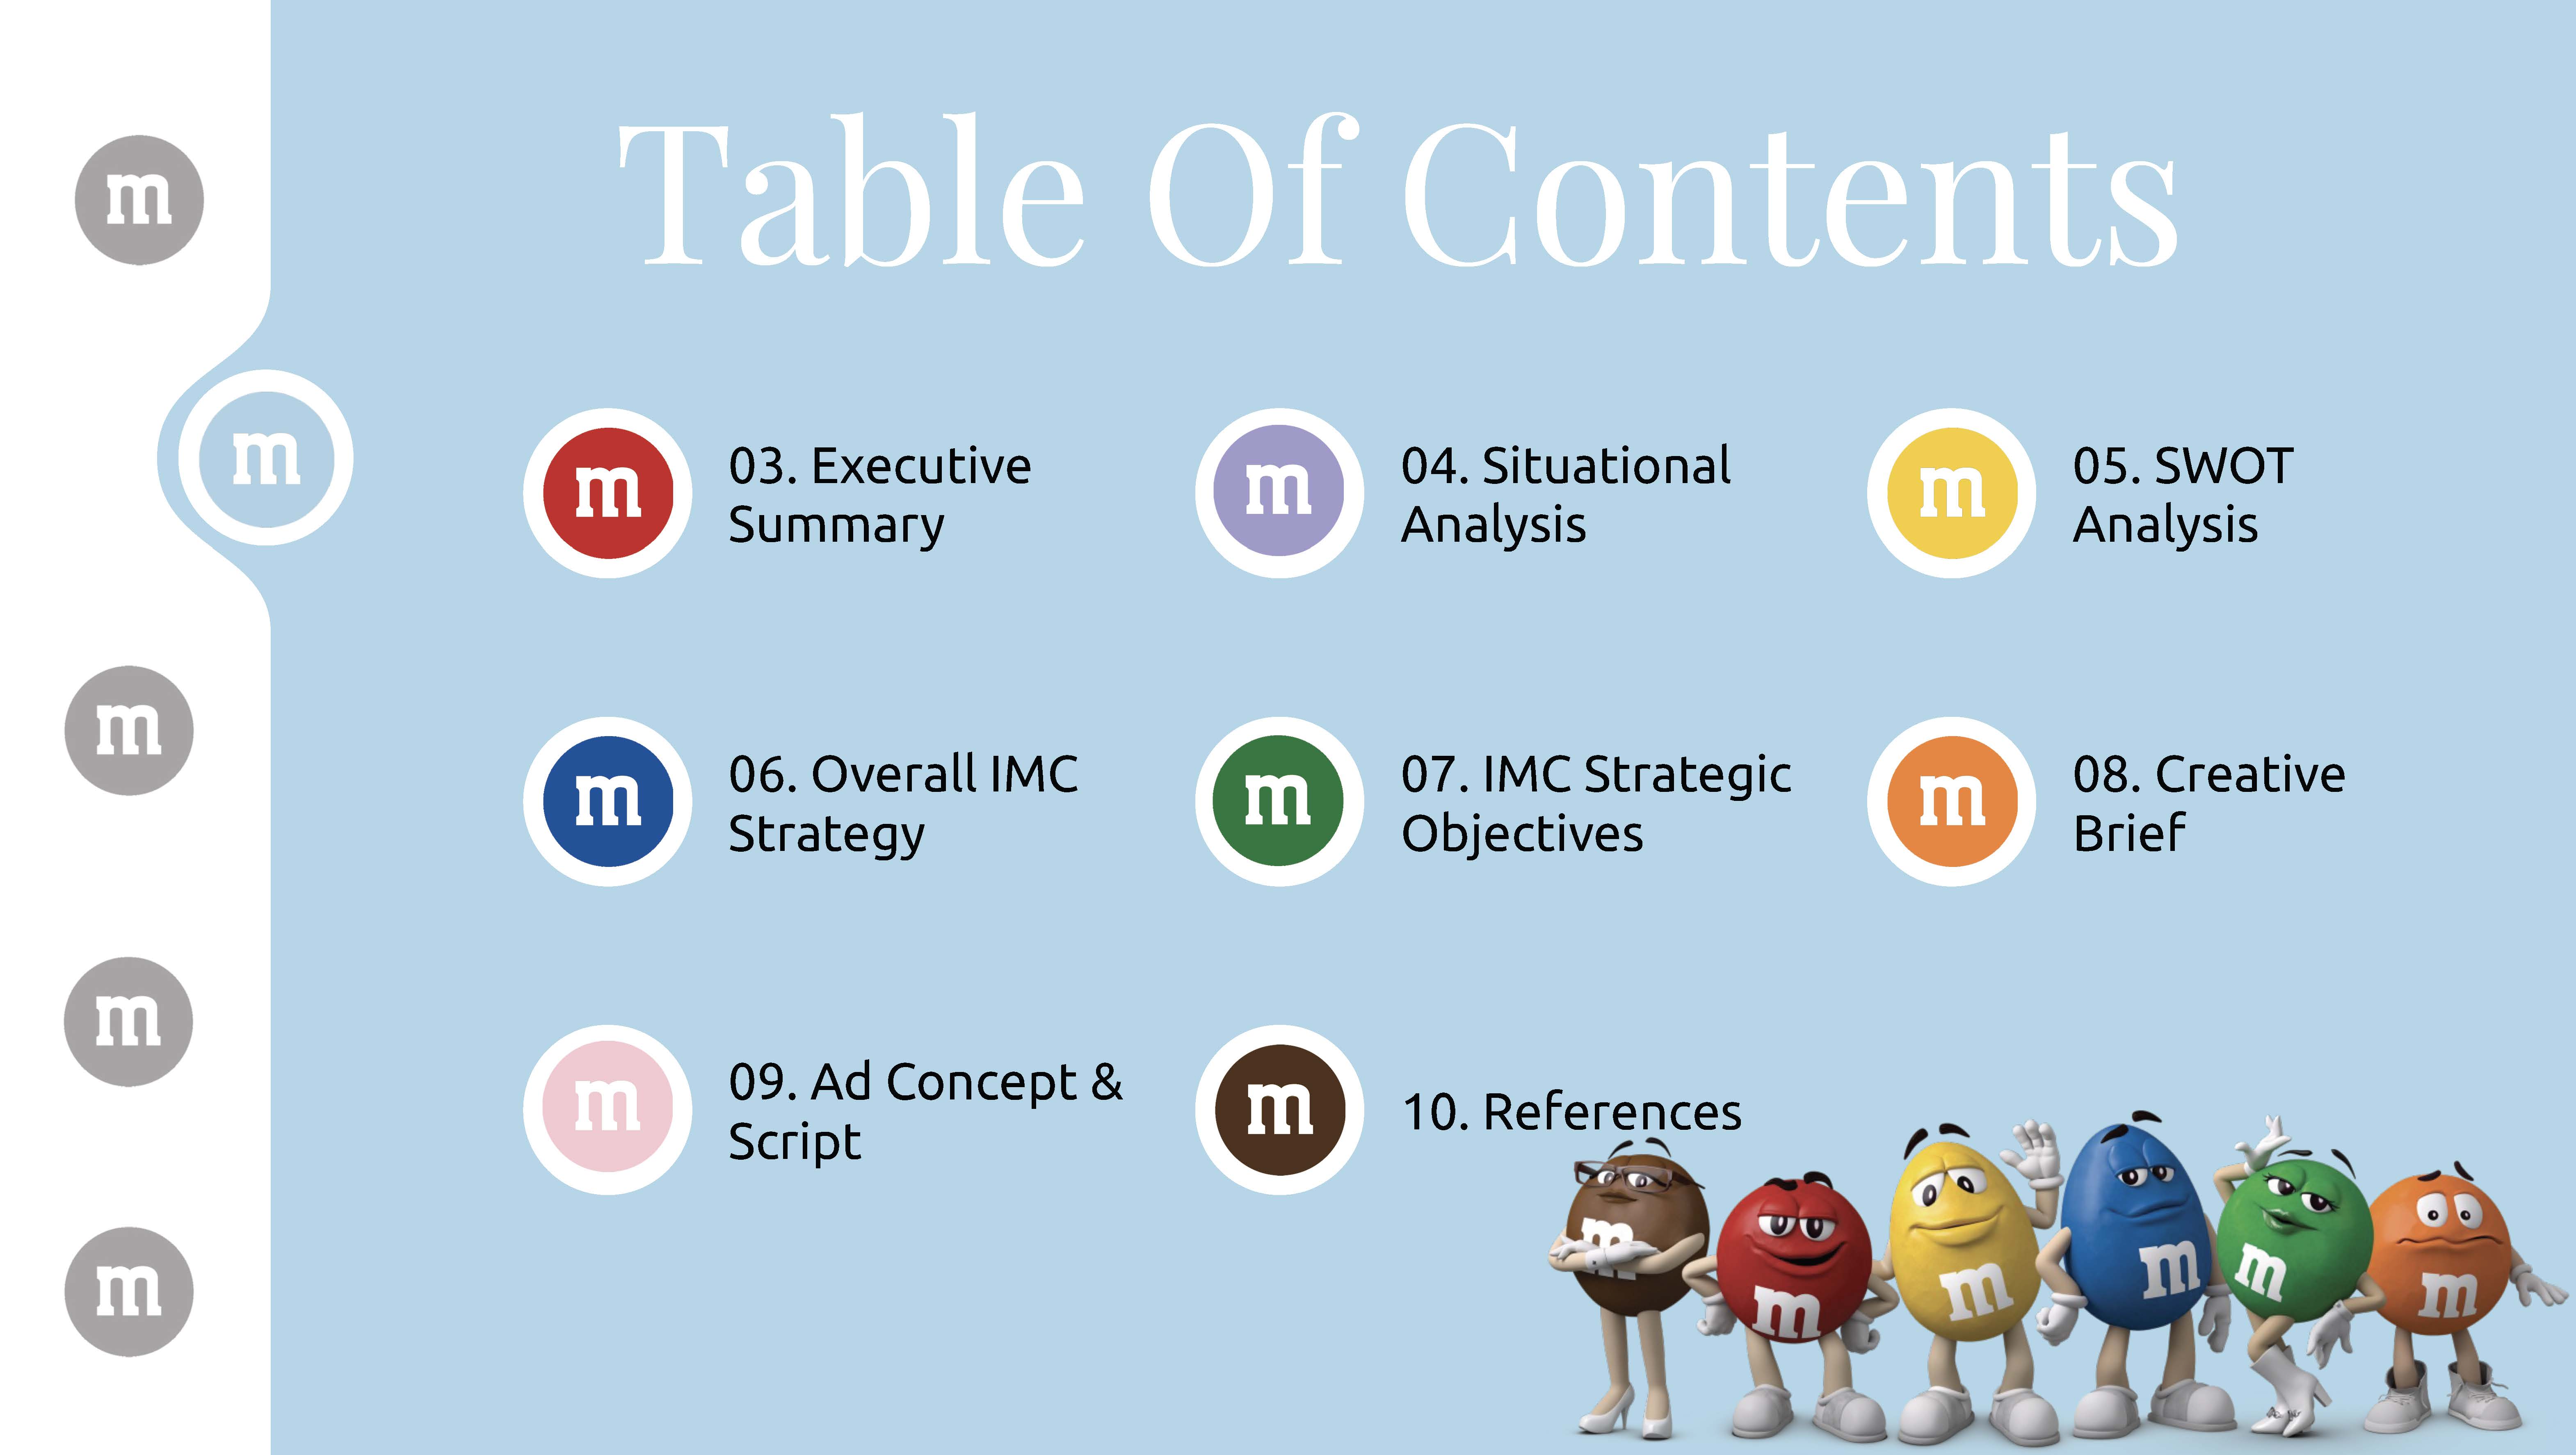 Table Of Contents
m
m
m
m
m
m
03. Executive
Summary
m
04. Situational
Analysis
m
05. SWOT
Analysis
m
06. Overall IMC
Strategy
m
07. IMC Strategic
Objectives
m
08. Creative
Brief
m
09. Ad Concept &
Script
m
10. References
m
m
m
m
m
m